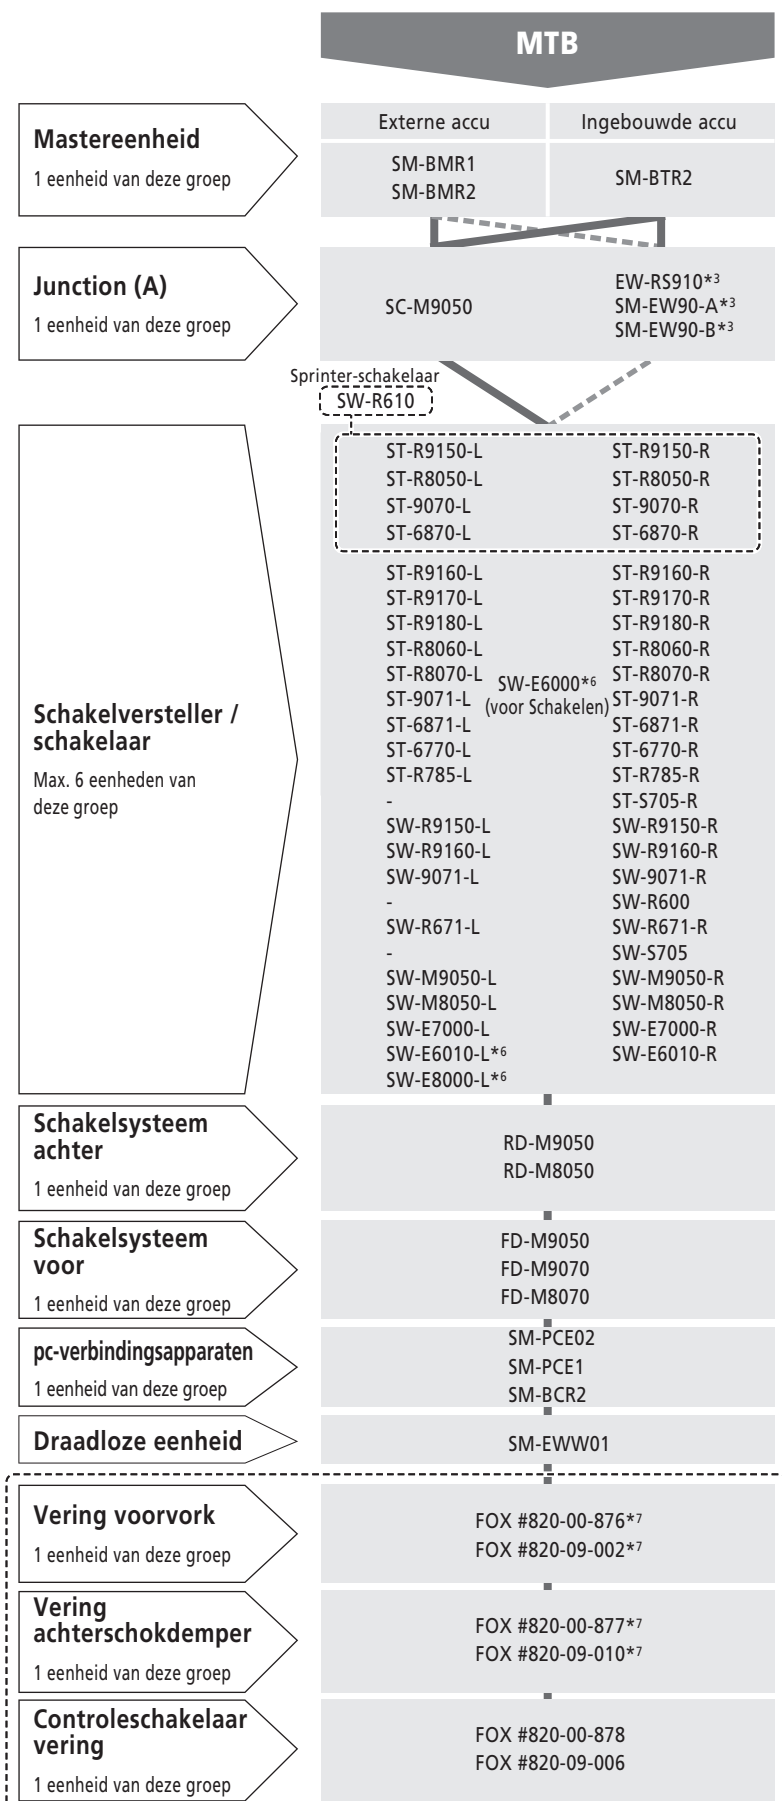 MTB
Mastereenheid
1 eenheid van deze groep
Externe accu
Ingebouwde accu
SM-BMR1
SM-BMR2
SM-BTR2
Junction (A)
1 eenheid van deze groep
SC-M9050
EW-RS910*3
SM-EW90-A*3
SM-EW90-B*3
Sprinter-schakelaar
SW-R610
Schakelversteller /
schakelaar
Max. 6 eenheden van
deze groep
ST-R9150-L ST-R9150-R
ST-R8050-L ST-R8050-R
ST-9070-L ST-9070-R
ST-6870-L ST-6870-R
ST-R9160-L ST-R9160-R
ST-R9170-L ST-R9170-R
ST-R9180-L ST-R9180-R
ST-R8060-L ST-R8060-R
ST-R8070-L ST-R8070-R
SW-E6000*6
(voor Schakelen)
ST-9071-L ST-9071-R
ST-6871-L ST-6871-R
ST-6770-L ST-6770-R
ST-R785-L ST-R785-R
- ST-S705-R
SW-R9150-L SW-R9150-R
SW-R9160-L SW-R9160-R
SW-9071-L SW-9071-R
- SW-R600
SW-R671-L SW-R671-R
- SW-S705
SW-M9050-L SW-M9050-R
SW-M8050-L SW-M8050-R
SW-E7000-L SW-E7000-R
SW-E6010-L*6 SW-E6010-R
SW-E8000-L*6
Schakelsysteem
achter
1 eenheid van deze groep
RD-M9050
RD-M8050
Schakelsysteem
voor
1 eenheid van deze groep
FD-M9050
FD-M9070
FD-M8070
pc-verbindingsapparaten
1 eenheid van deze groep
SM-PCE02
SM-PCE1
SM-BCR2
Draadloze eenheid
SM-EWW01
Vering voorvork
1 eenheid van deze groep
FOX #820-00-876*7
FOX #820-09-002*7
Vering
achterschokdemper
1 eenheid van deze groep
FOX #820-00-877*7
FOX #820-09-010*7
Controleschakelaar
vering
1 eenheid van deze groep
FOX #820-00-878
FOX #820-09-006